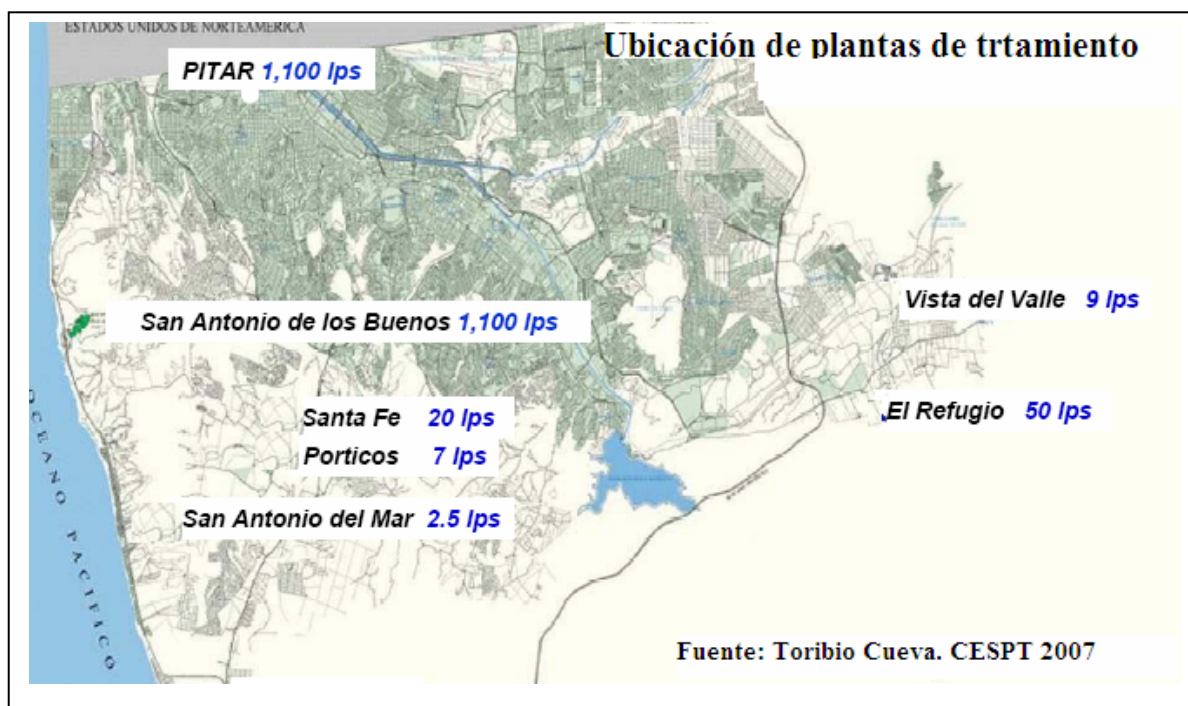 ESTADOS UNIDOS DE NORTEAMERICA
Ubicación de plantas de trtamiento
PITAR 1,100 lps
Vista del Valle 9 lps
San Antonio de los Buenos 1,100 lps
Santa Fe 20 lps
El Refugio 50 lps
Porticos 7 lps
San Antonio del Mar 2.5 lps
OCEANO PACIFICO
Fuente: Toribio Cueva. CESPT 2007